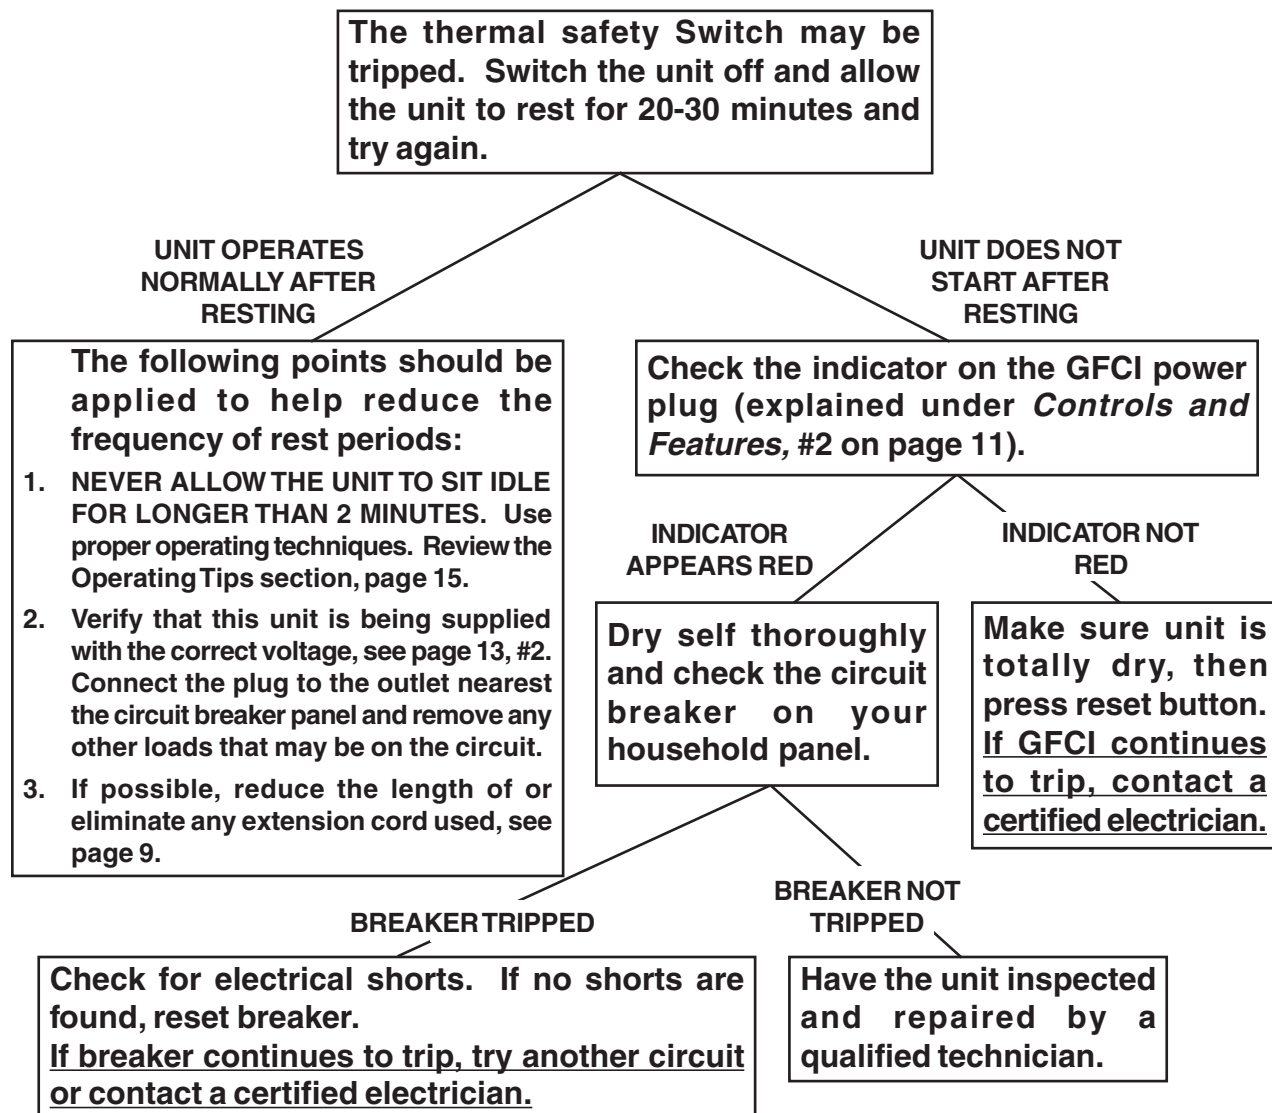 The thermal safety Switch may be
tripped. Switch the unit off and allow
the unit to rest for 20-30 minutes and
try again.
UNIT OPERATES
NORMALLY AFTER
RESTING
UNIT DOES NOT
START AFTER
RESTING
The following points should be
applied to help reduce the
frequency of rest periods:
1. NEVER ALLOW THE UNIT TO SIT IDLE
FOR LONGER THAN 2 MINUTES. Use
proper operating techniques. Review the
Operating Tips section, page 15.
2. Verify that this unit is being supplied
with the correct voltage, see page 13, #2.
Connect the plug to the outlet nearest
the circuit breaker panel and remove any
other loads that may be on the circuit.
3. If possible, reduce the length of or
eliminate any extension cord used, see
page 9.
Check the indicator on the GFCI power
plug (explained under Controls and
Features, #2 on page 11).
INDICATOR
APPEARS RED
INDICATOR NOT
RED
Dry self thoroughly
and check the circuit
breaker on your
household panel.
Make sure unit is
totally dry, then
press reset button.
If GFCI continues
to trip, contact a
certified electrician.
BREAKER TRIPPED
BREAKER NOT
TRIPPED
Check for electrical shorts. If no shorts are
found, reset breaker.
If breaker continues to trip, try another circuit
or contact a certified electrician.
Have the unit inspected
and repaired by a
qualified technician.